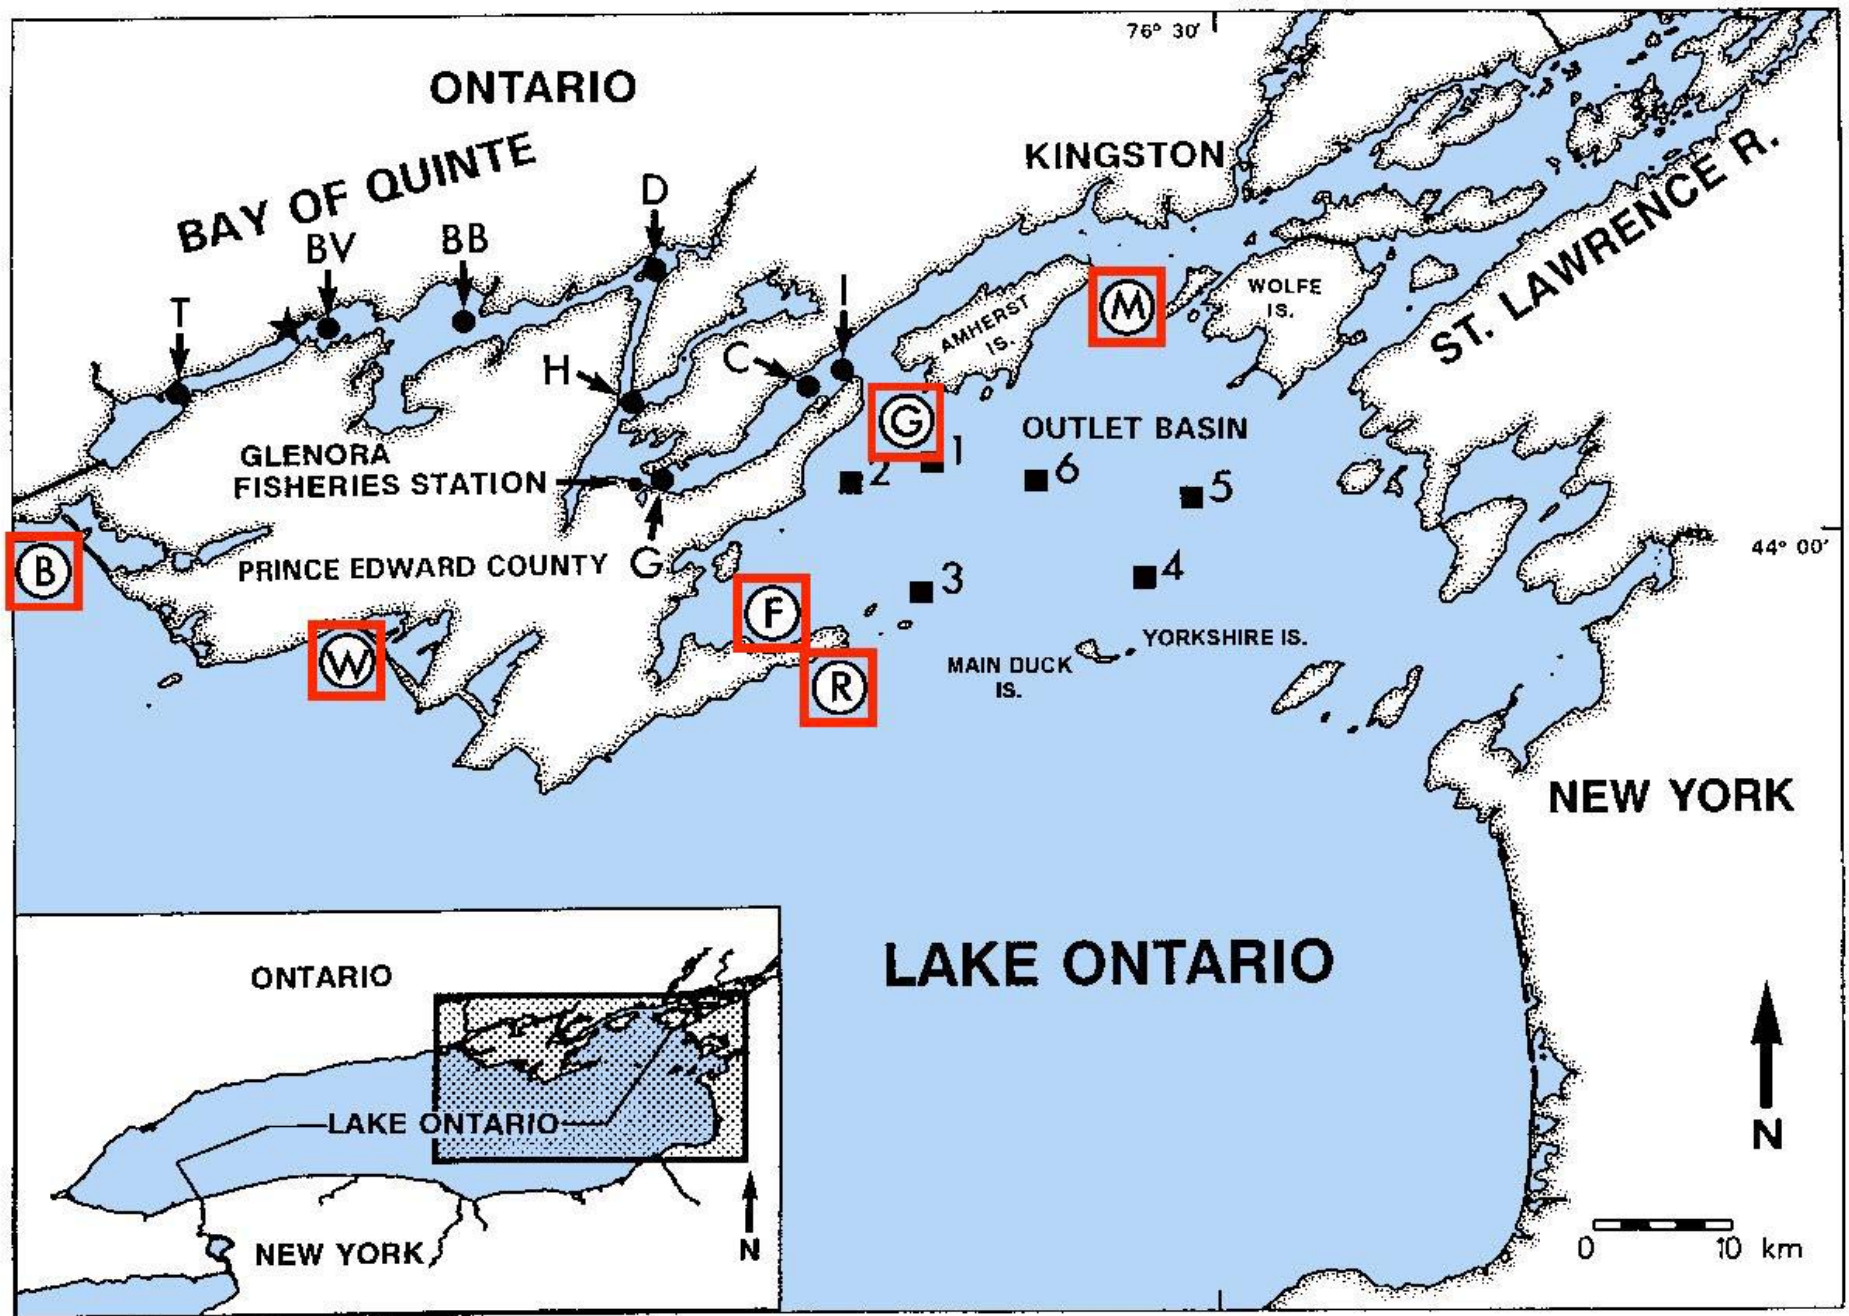 76° 30'
ONTARIO
KINGSTON
BAY OF QUINTE
ST. LAWRENCE R.
D
BV
BB
T
I
M
WOLFE
IS.
AMHERST
IS.
C
H
G
OUTLET BASIN
1
2
6
5
GLENORA
FISHERIES STATION
44° 00'
B
PRINCE EDWARD COUNTY
G
3
4
F
W
R
YORKSHIRE IS.
MAIN DUCK
IS.
NEW YORK
LAKE ONTARIO
ONTARIO
LAKE ONTARIO
NEW YORK
N
N
0 10 km